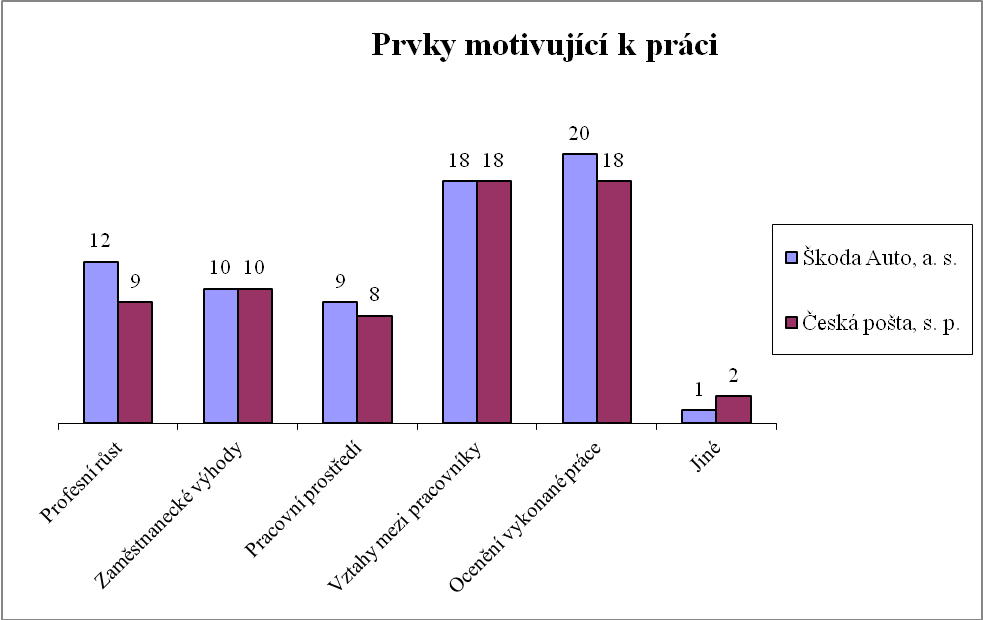 Prvky motivující k práci
12
9
10
10
9
8
18
18
20
18
1
2
Profesní růst
Zaměstnanecké výhody
Pracovní prostředí
Vztahy mezi pracovníky
Ocenění vykonané práce
Jiné
Škoda Auto, a. s.
Česká pošta, s. p.